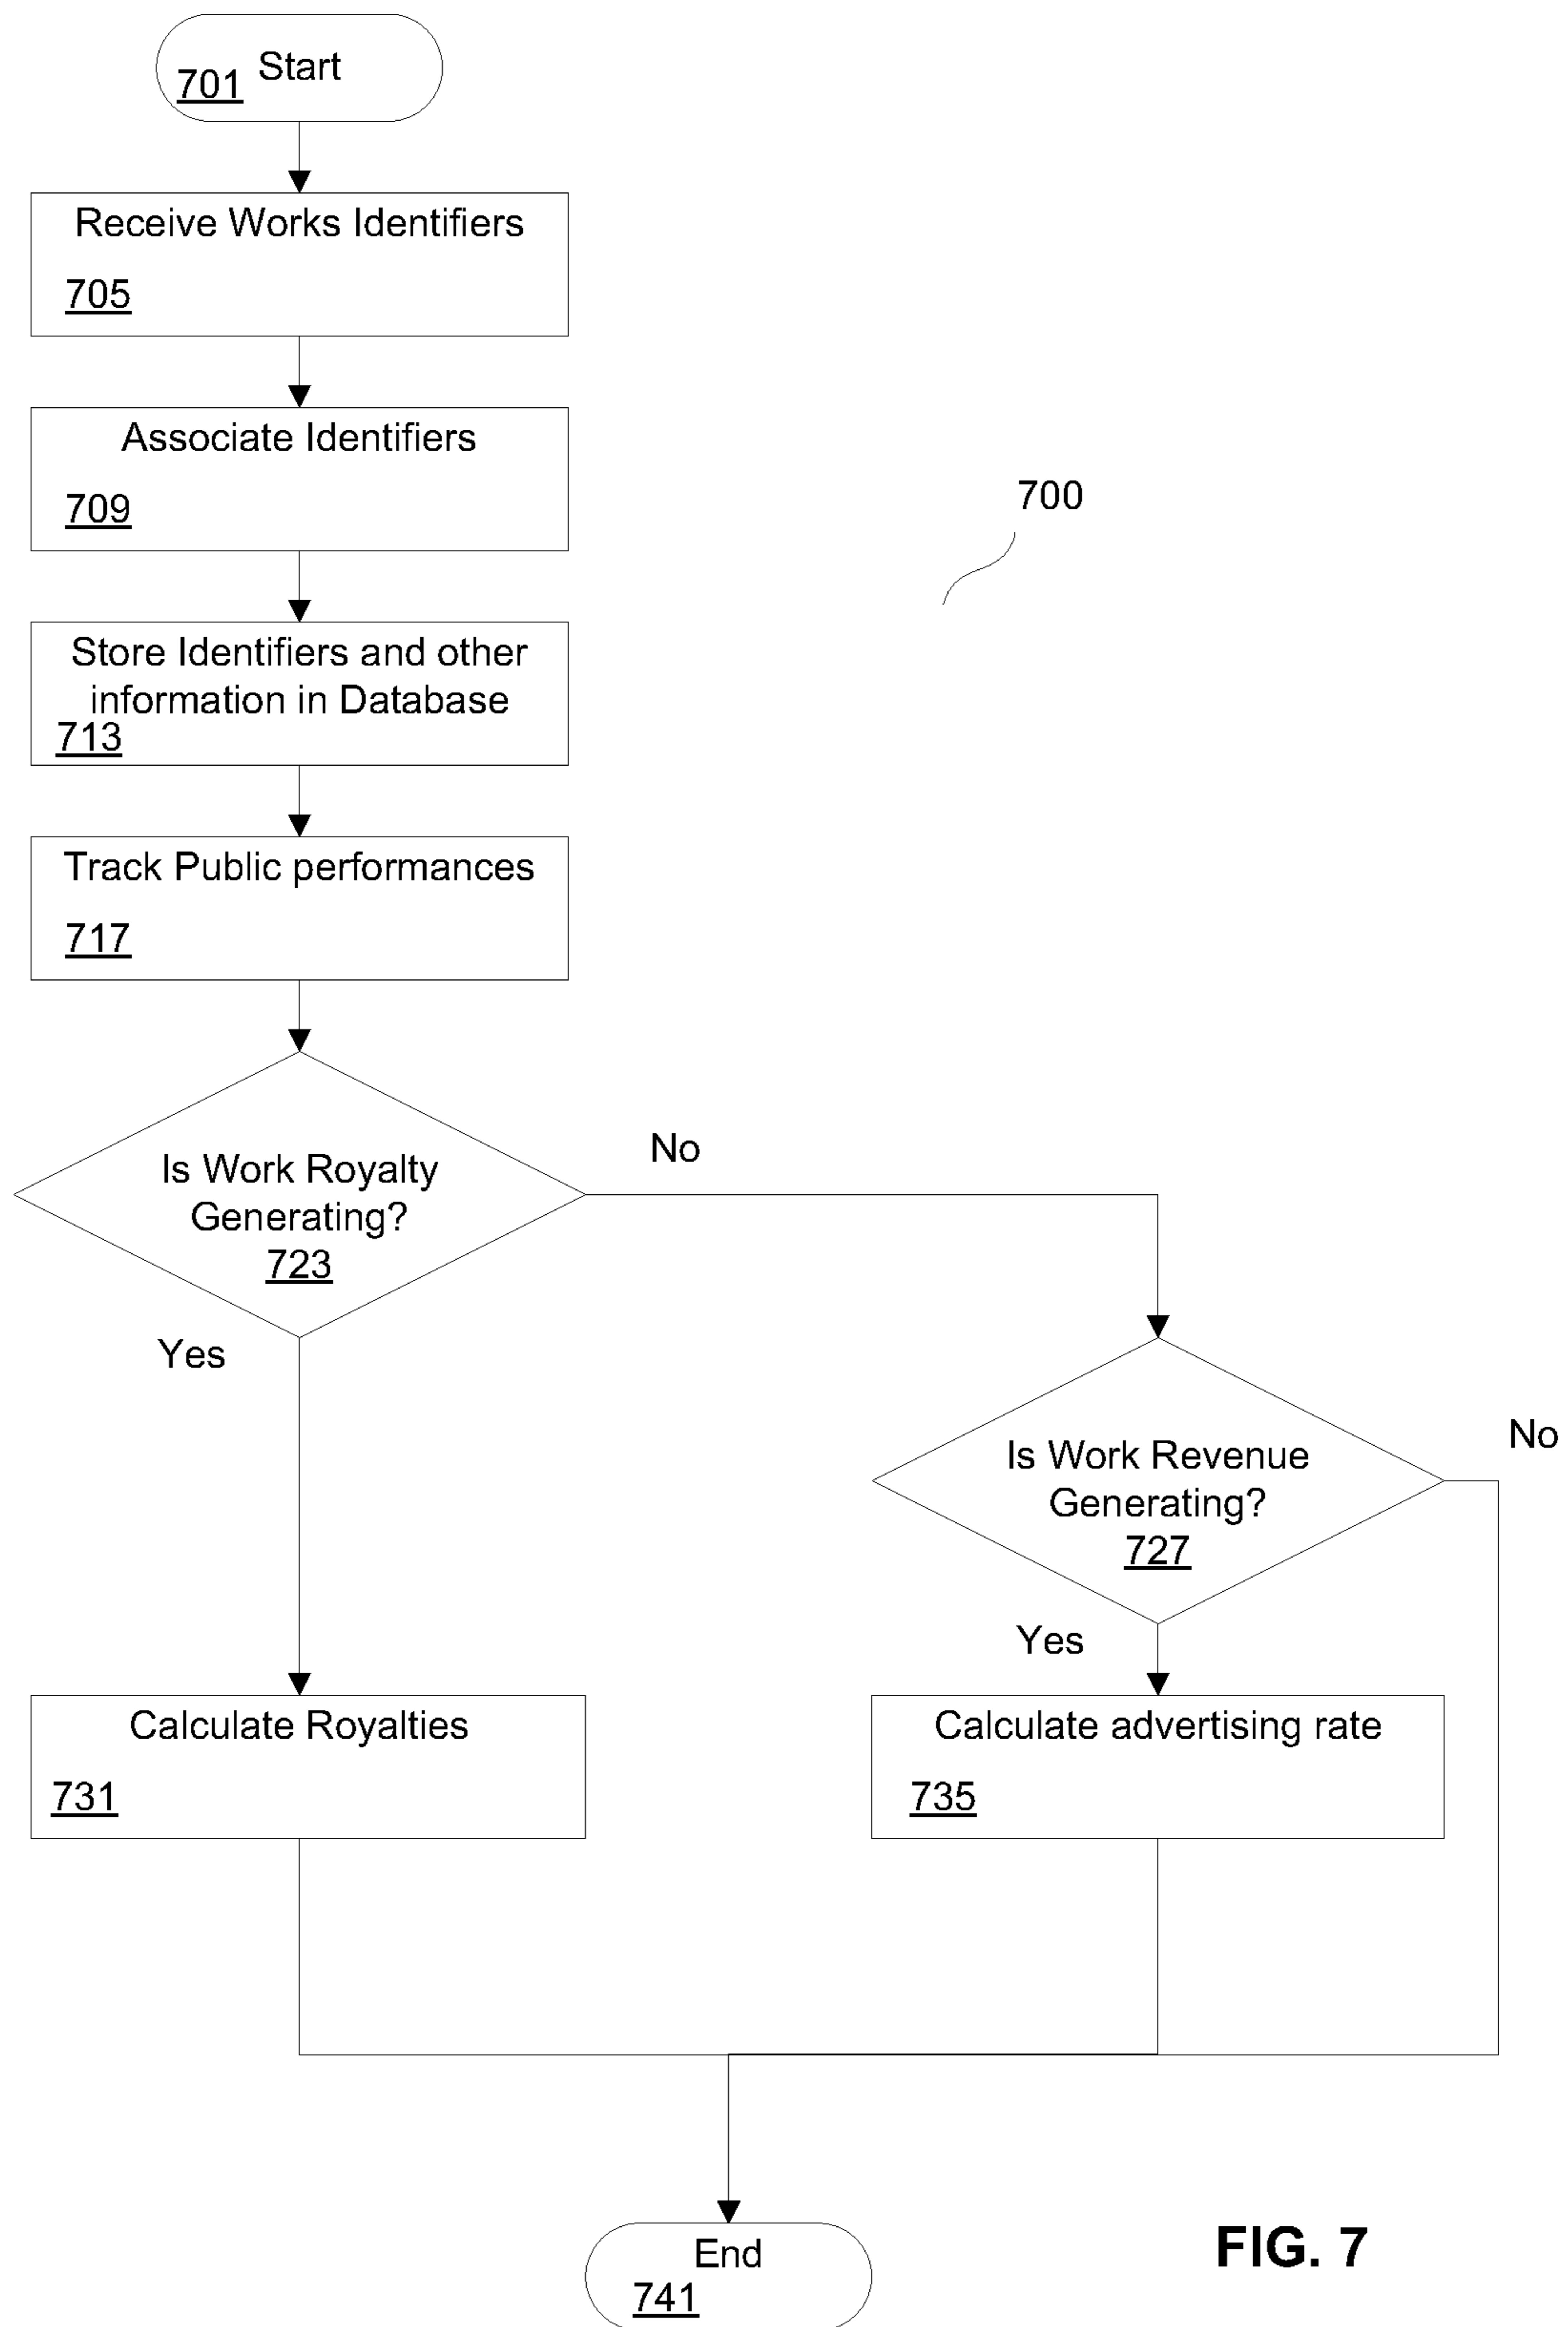 Start
701
Receive Works Identifiers
705
Associate Identifiers
709
700
Store Identifiers and other
information in Database
713
Track Public performances
717
Is Work Royalty
Generating?
723
No
Yes
Is Work Revenue
Generating?
727
No
Yes
Calculate Royalties
731
Calculate advertising rate
735
End
741
FIG. 7